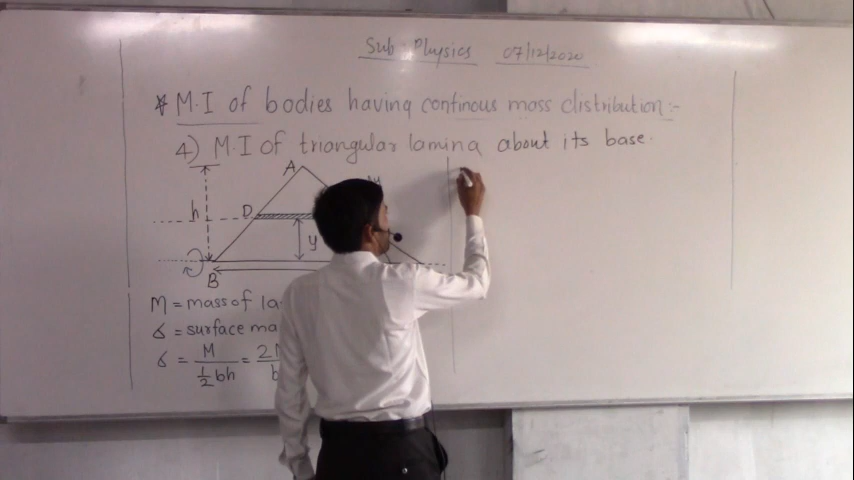 Sub: Physics 07/12/2020
* M.I of bodies having continous mass distribution:-
4) M.I of triangular lamina about its base.
A
h
D
y
B
M = mass of la
σ = surface ma
σ = M / ½ bh = 2